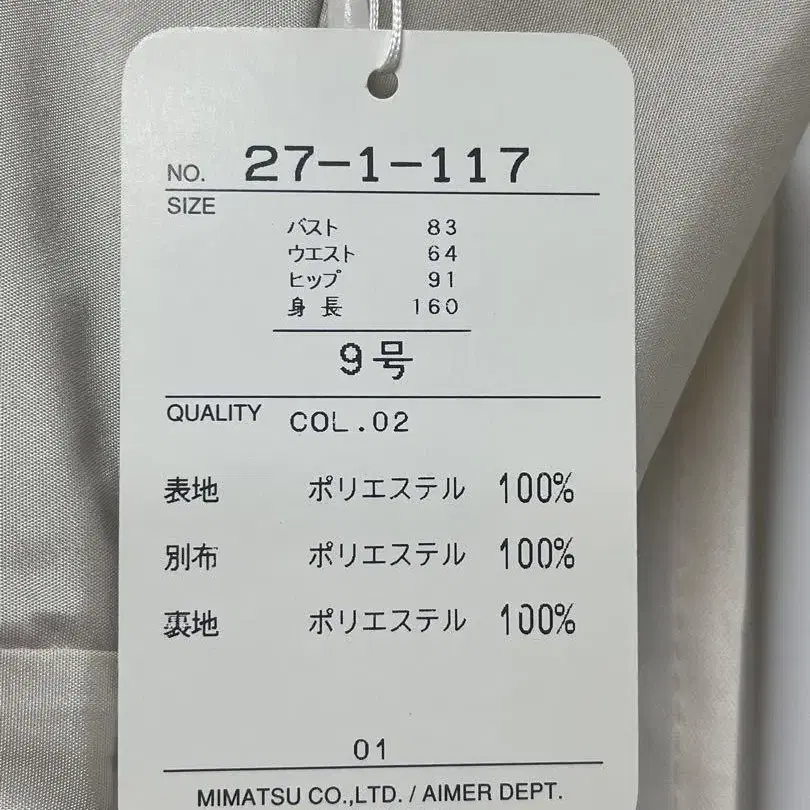 NO. 27-1-117
SIZE
バスト 83
ウエスト 64
ヒップ 91
身長 160
9号
QUALITY COL.02
表地 ポリエステル 100%
別布 ポリエステル 100%
裏地 ポリエステル 100%
01
MIMATSU CO.,LTD. / AIMER DEPT.